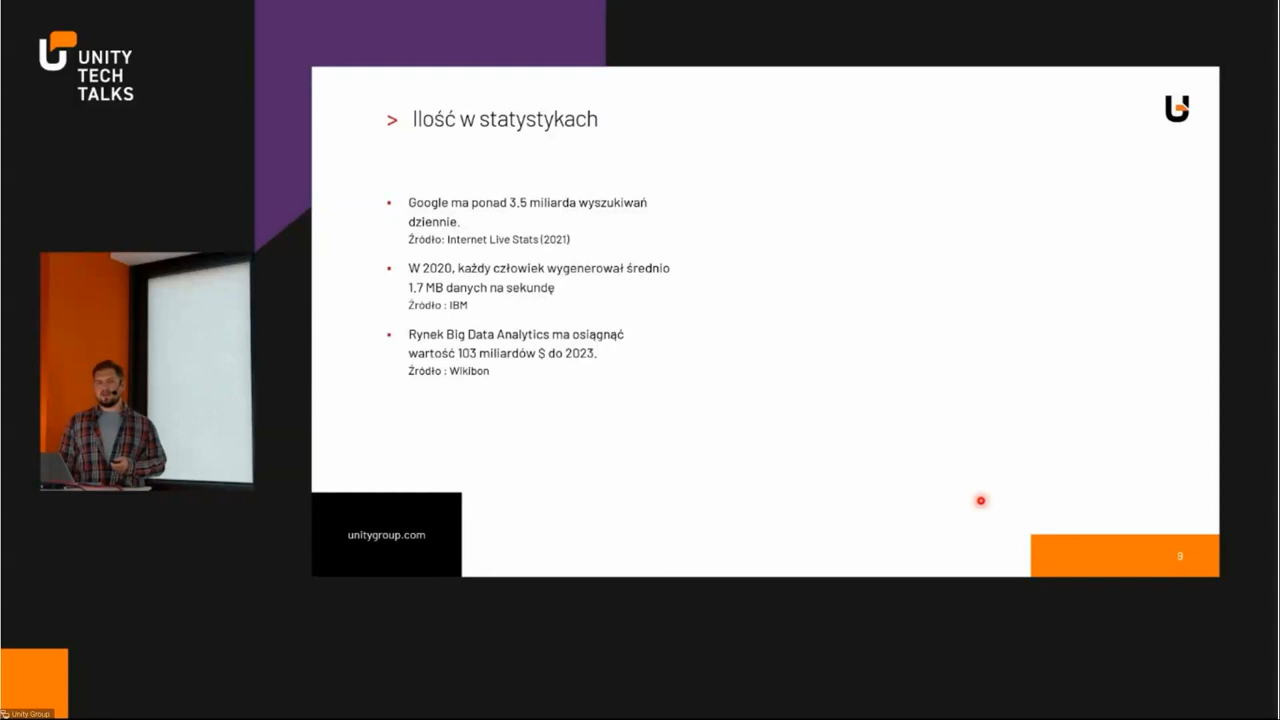 UNITY
TECH
TALKS
> Ilość w statystykach
▪ Google ma ponad 3.5 miliarda wyszukiwań
dziennie.
Źródło: Internet Live Stats (2021)
▪ W 2020, każdy człowiek wygenerował średnio
1.7 MB danych na sekundę
Źródło : IBM
▪ Rynek Big Data Analytics ma osiągnąć
wartość 103 miliardów $ do 2023.
Źródło : Wikibon
unitygroup.com
9
Unity Group